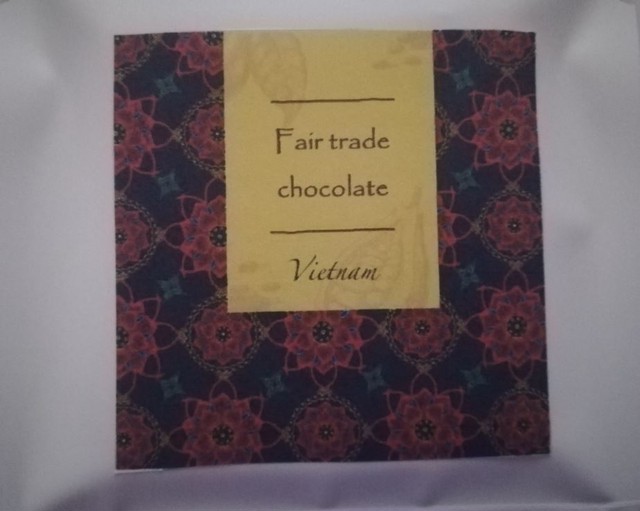 Fair trade
chocolate
Vietnam